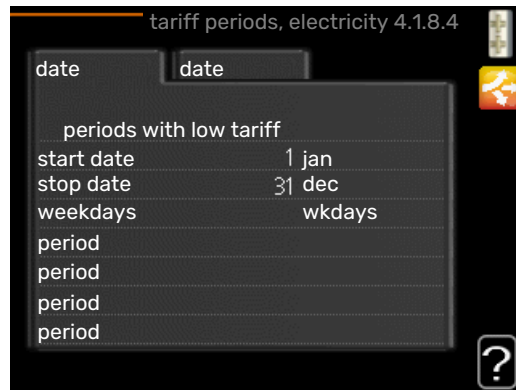 tariff periods, electricity 4.1.8.4
date date
periods with low tariff
start date 1 jan
stop date 31 dec
weekdays wkdays
period
period
period
period
?